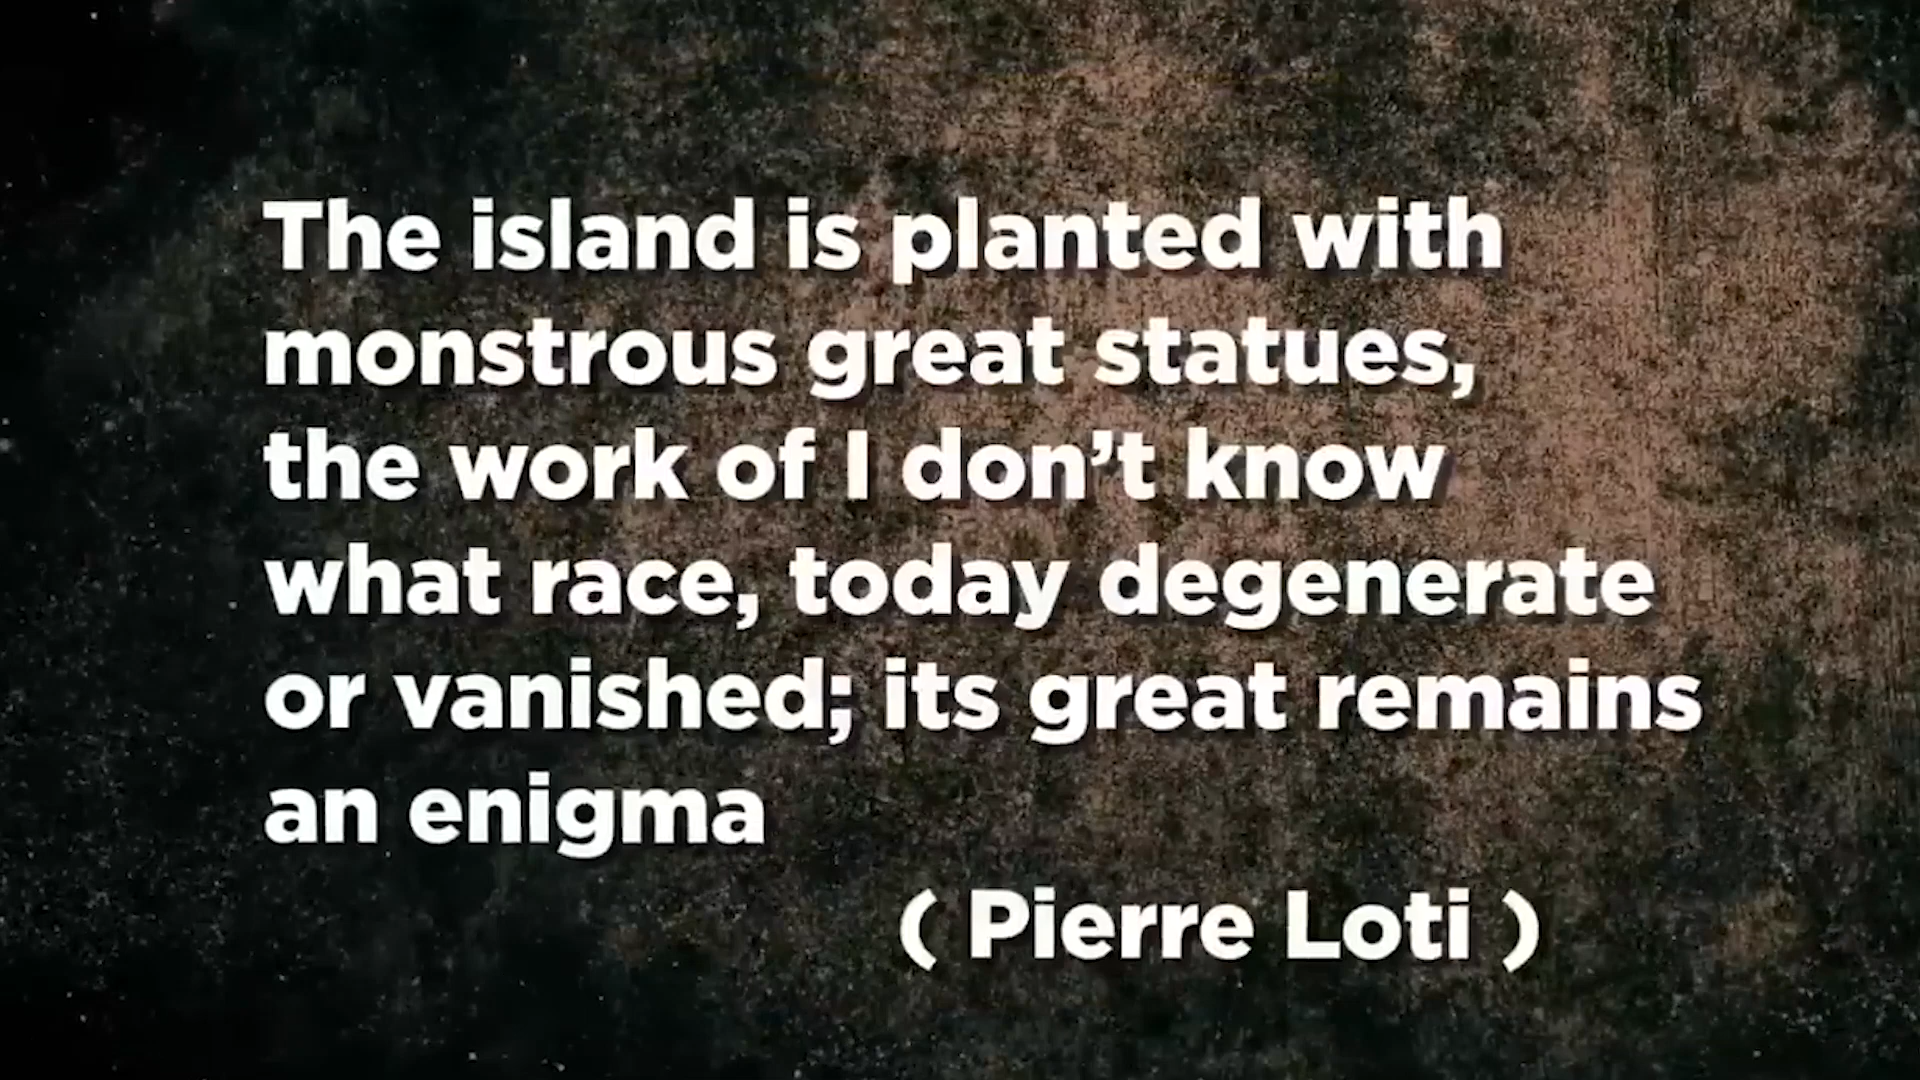 The island is planted with
monstrous great statues,
the work of I don’t know
what race, today degenerate
or vanished; its great remains
an enigma
( Pierre Loti )